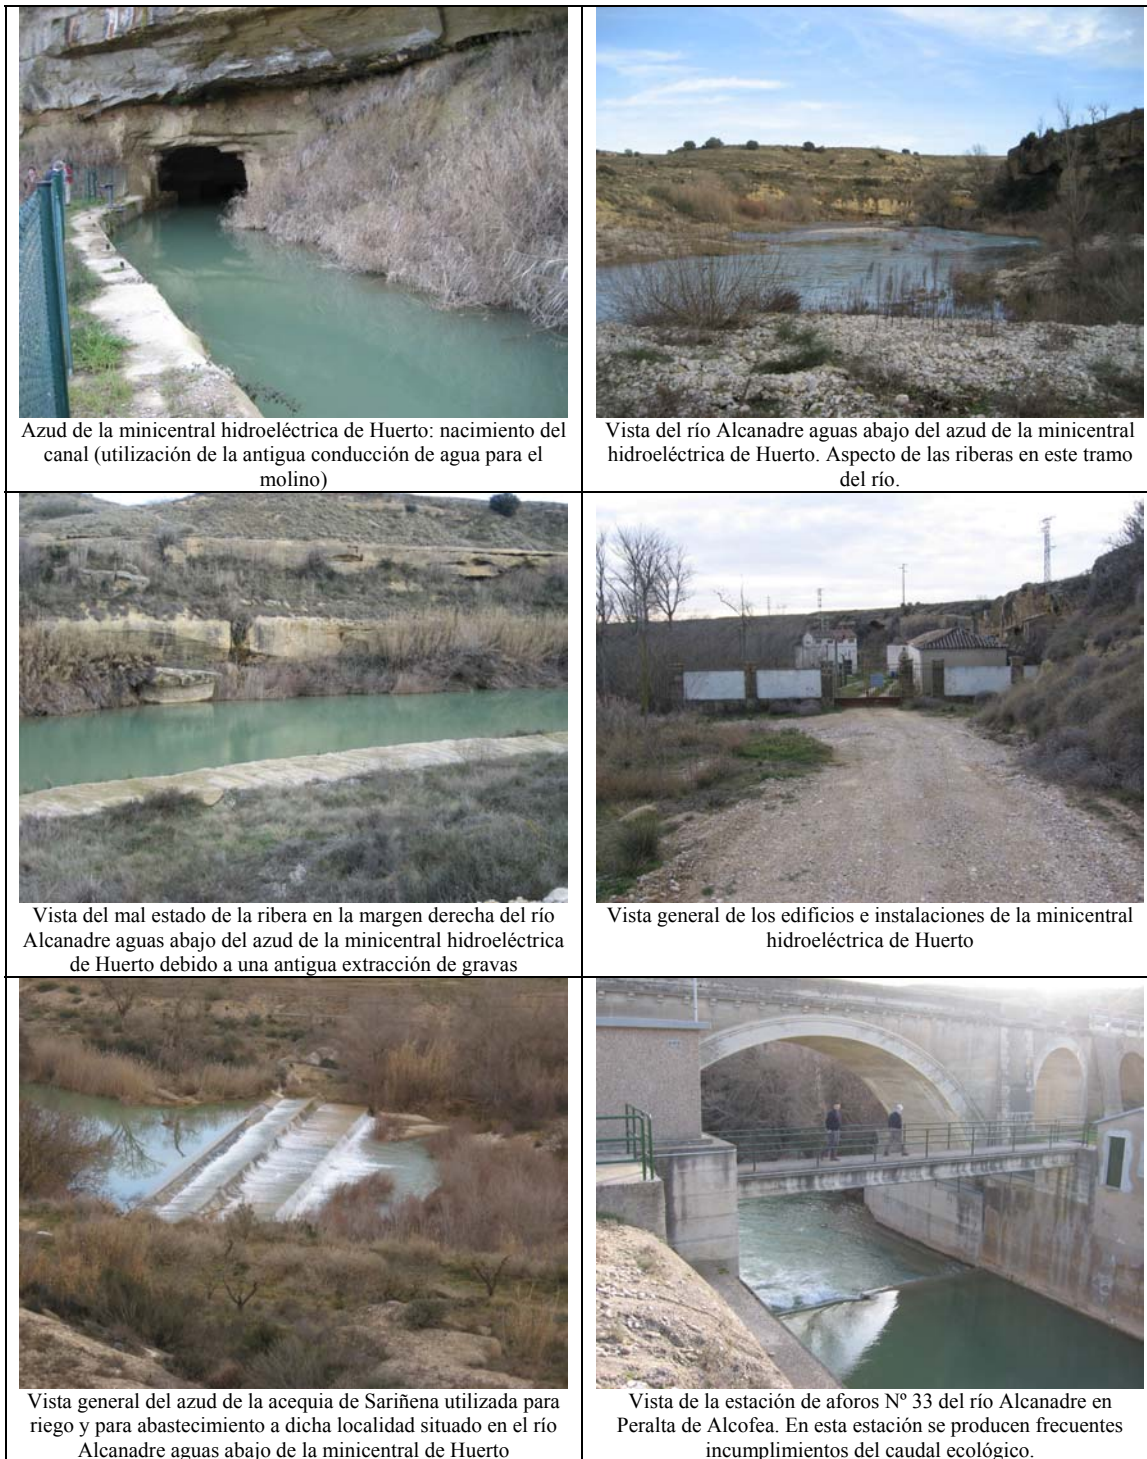 Azud de la minicentral hidroeléctrica de Huerto: nacimiento del
canal (utilización de la antigua conducción de agua para el
molino)
Vista del río Alcanadre aguas abajo del azud de la minicentral
hidroeléctrica de Huerto. Aspecto de las riberas en este tramo
del río.
Vista del mal estado de la ribera en la margen derecha del río
Alcanadre aguas abajo del azud de la minicentral hidroeléctrica
de Huerto debido a una antigua extracción de gravas
Vista general de los edificios e instalaciones de la minicentral
hidroeléctrica de Huerto
Vista general del azud de la acequia de Sariñena utilizada para
riego y para abastecimiento a dicha localidad situado en el río
Alcanadre aguas abajo de la minicentral de Huerto
Vista de la estación de aforos Nº 33 del río Alcanadre en
Peralta de Alcofea. En esta estación se producen frecuentes
incumplimientos del caudal ecológico.